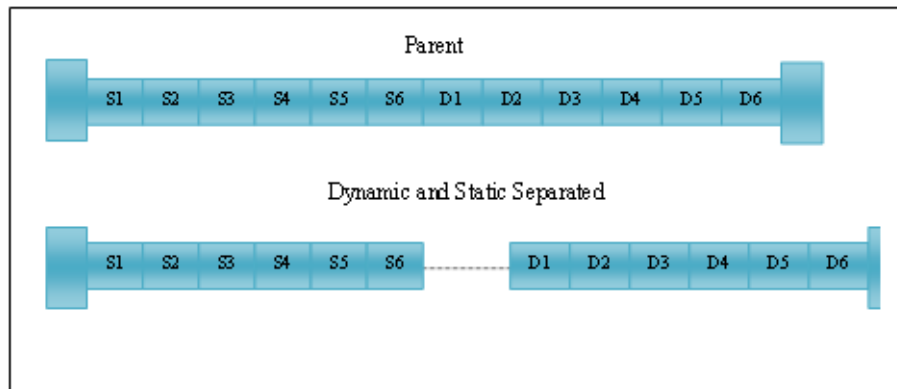 Parent
S1 S2 S3 S4 S5 S6 D1 D2 D3 D4 D5 D6
Dynamic and Static Separated
S1 S2 S3 S4 S5 S6 D1 D2 D3 D4 D5 D6